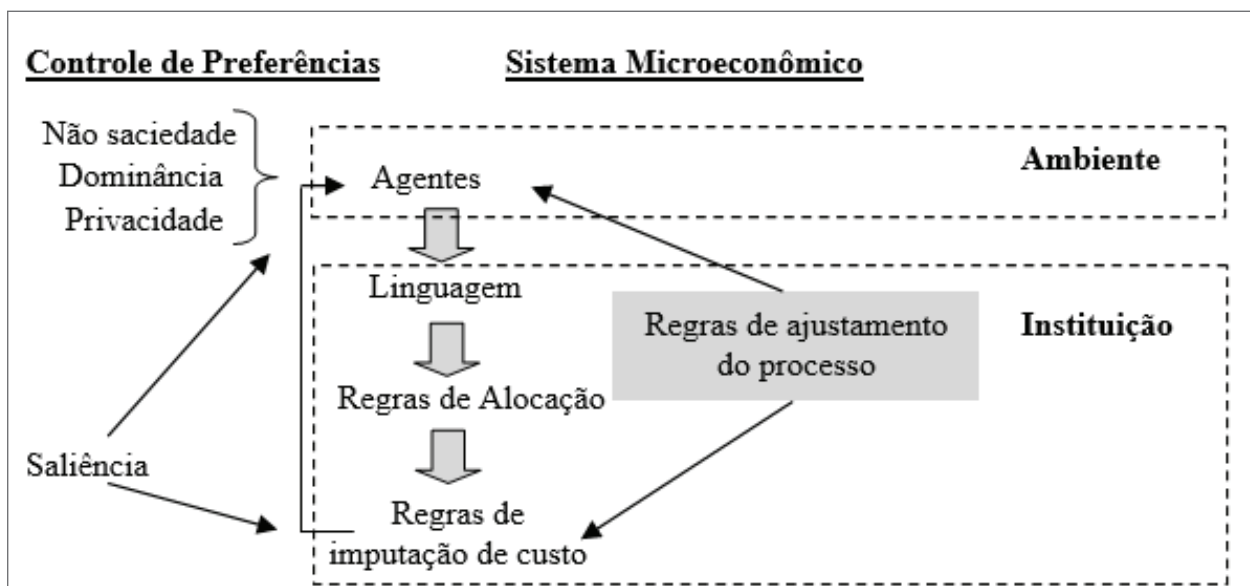 Controle de Preferências
Sistema Microeconômico
Não saciedade
Dominância
Privacidade
Ambiente
Agentes
Linguagem
Regras de ajustamento
do processo
Instituição
Regras de Alocação
Saliência
Regras de
imputação de custo